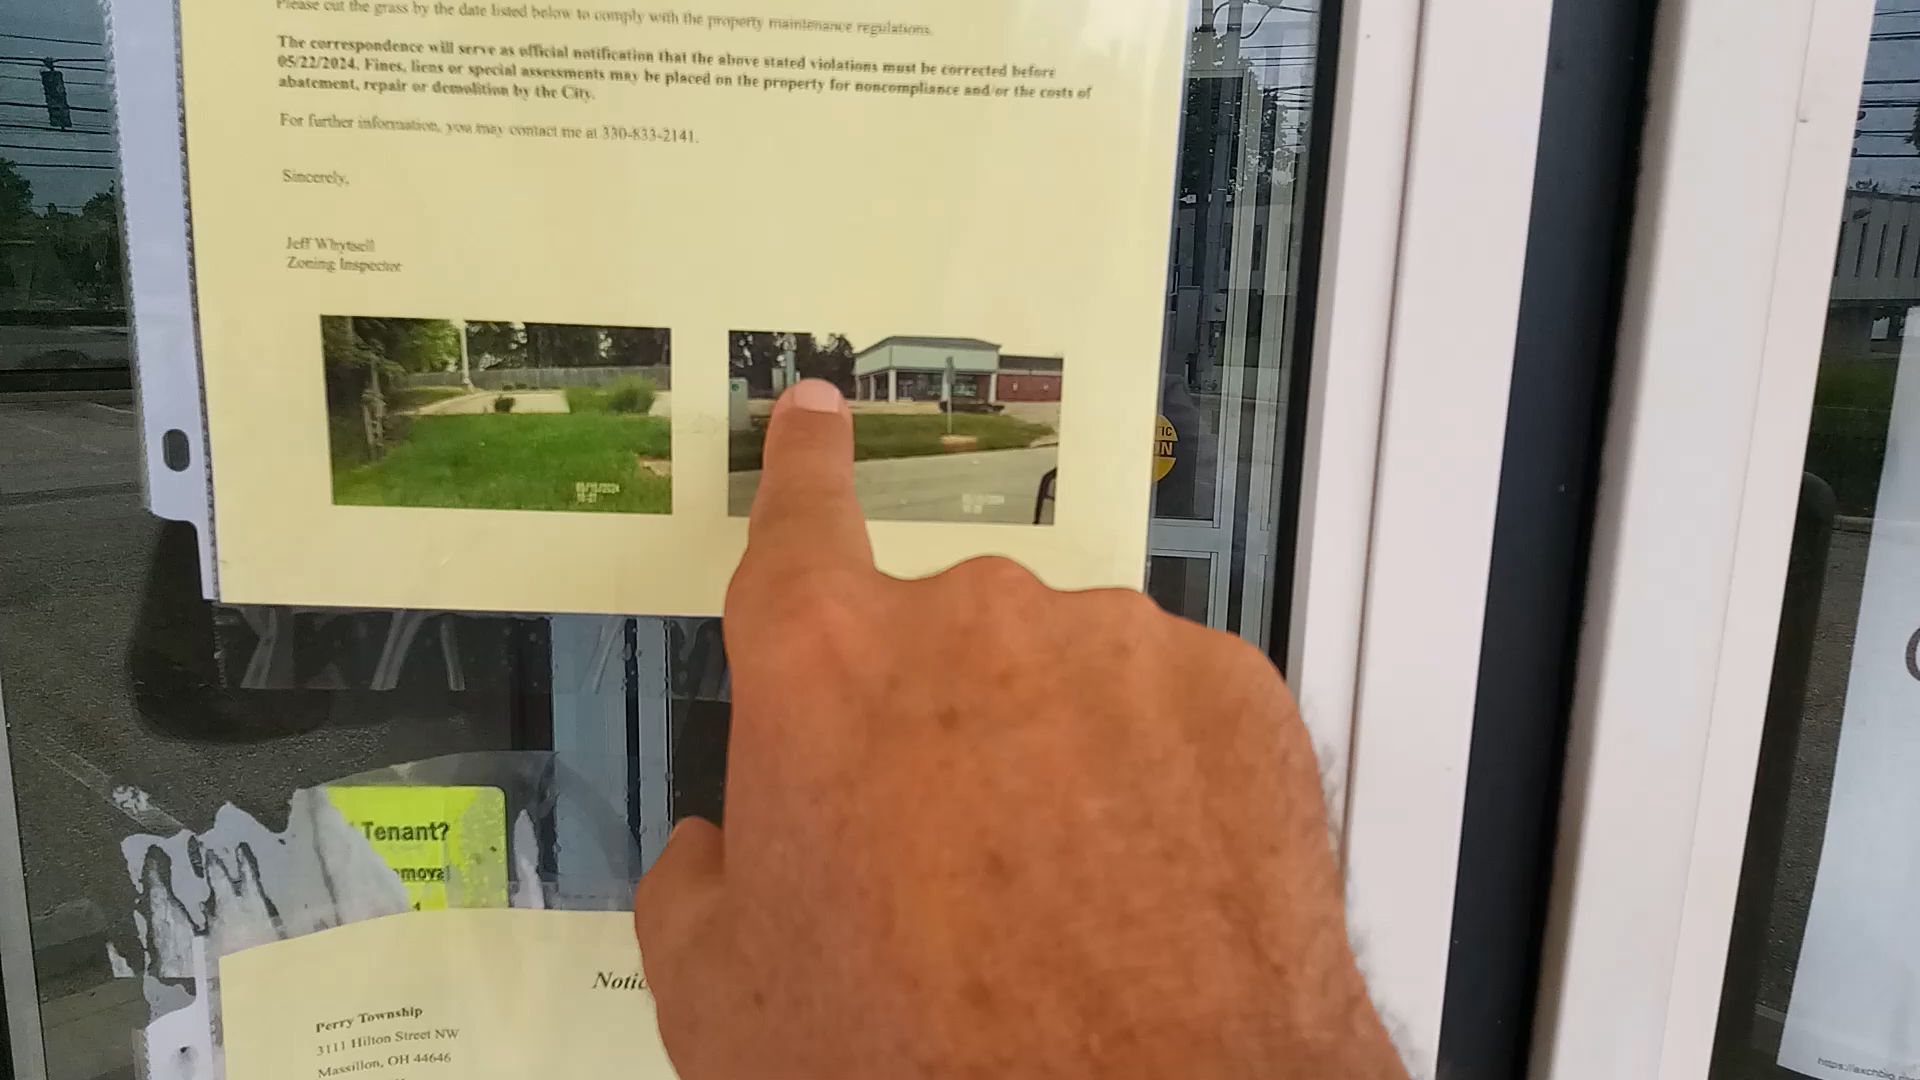 Please cut the grass by the date listed below to comply with the property maintenance regulations.
The correspondence will serve as official notification that the above stated violations must be corrected before
05/22/2024. Fines, liens or special assessments may be placed on the property for noncompliance and/or the costs of
abatement, repair or demolition by the City.
For further information, you may contact me at 330-833-2141.
Sincerely,
Jeff Whytsell
Zoning Inspector
IC
N
Tenant?
moval
Notic
Perry Township
3111 Hilton Street NW
Massillon, OH 44646